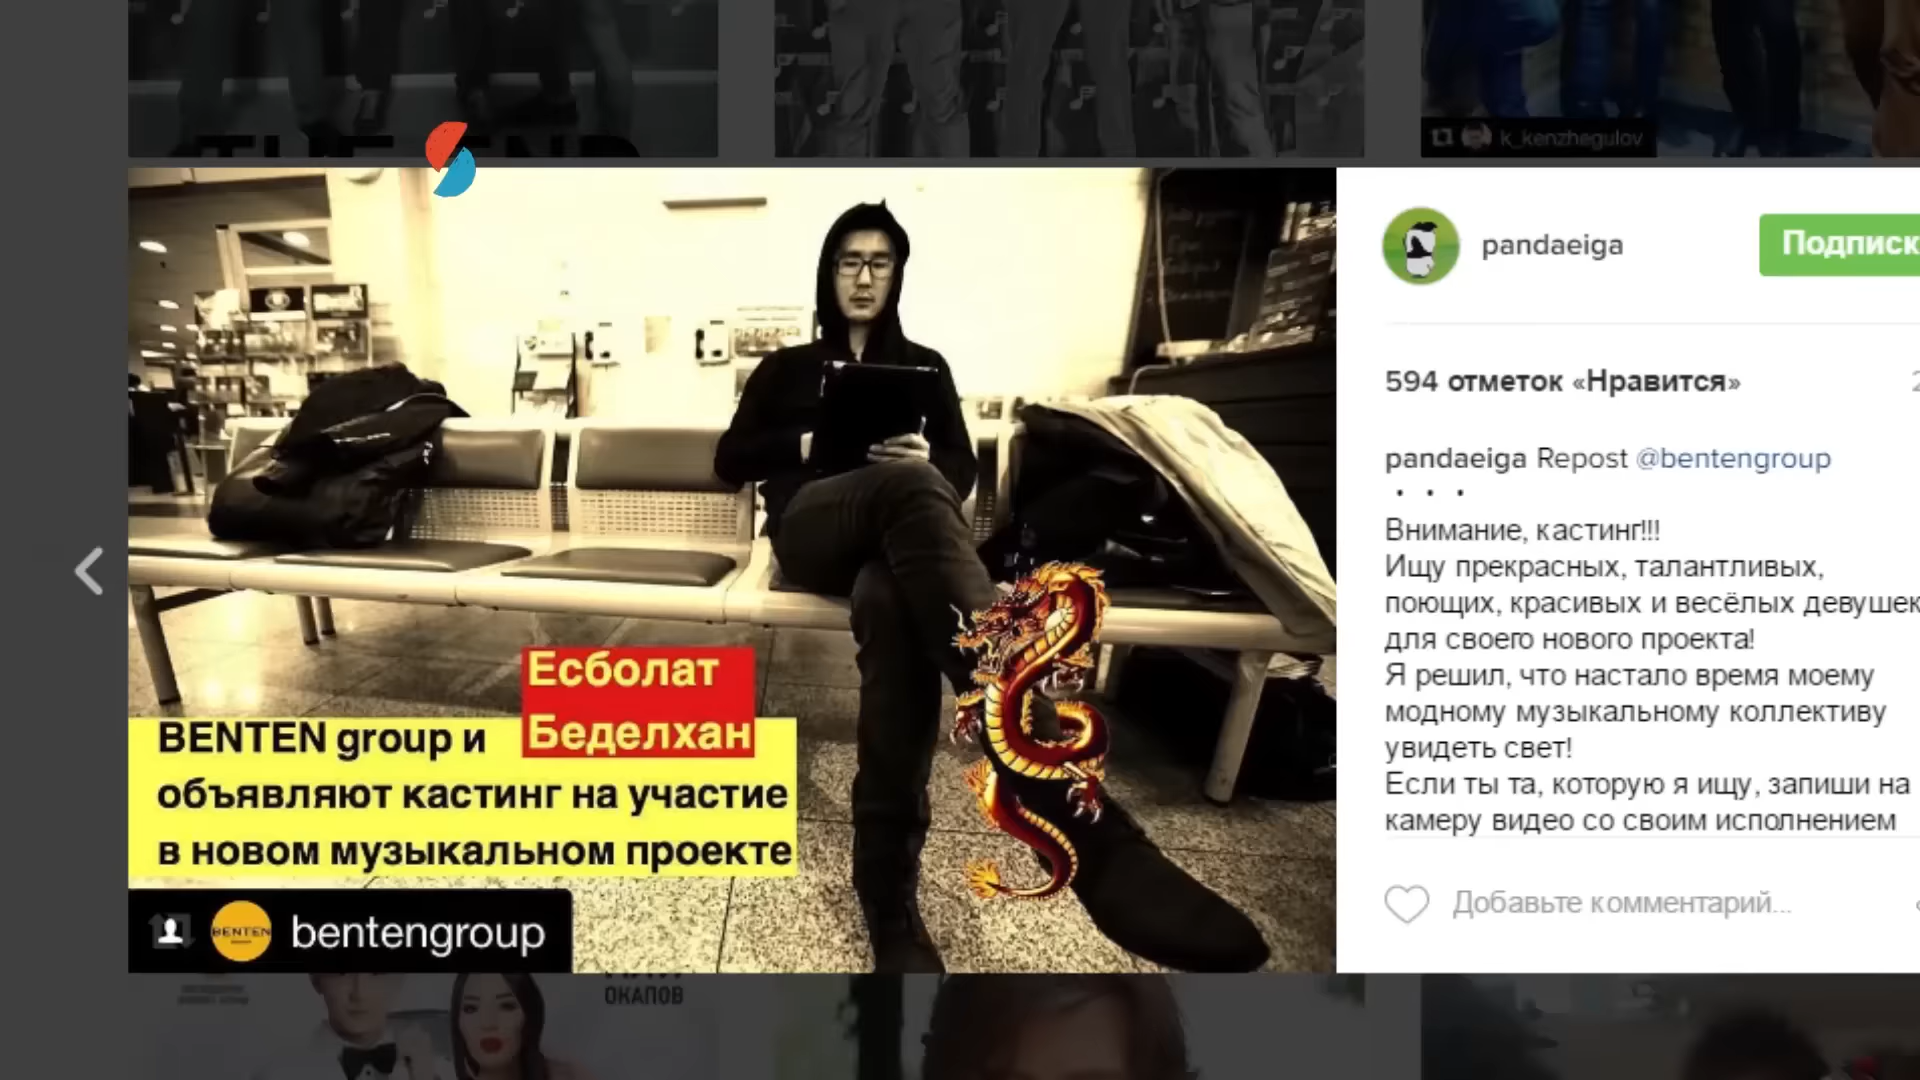 THE END
k_kenzhegulov
pandaeiga
Подписк
594 отметок «Нравится»
pandaeiga Repost @bentengroup
・・・
Внимание, кастинг!!!
Ищу прекрасных, талантливых,
поющих, красивых и весёлых девушек
для своего нового проекта!
Я решил, что настало время моему
модному музыкальному коллективу
увидеть свет!
Если ты та, которую я ищу, запиши на
камеру видео со своим исполнением
Добавьте комментарий...
Есболат
Беделхан
BENTEN group и
объявляют кастинг на участие
в новом музыкальном проекте
BENTEN
bentengroup
ОКАПОВ